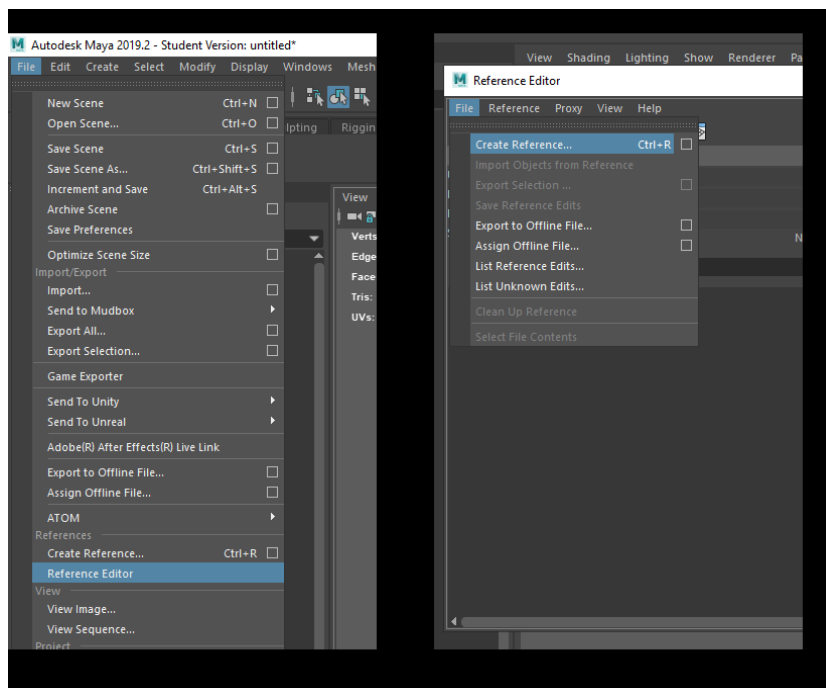 Autodesk Maya 2019.2 - Student Version: untitled*
File Edit Create Select Modify Display Windows Mesh
New Scene Ctrl+N
Open Scene... Ctrl+O
Save Scene Ctrl+S
Save Scene As... Ctrl+Shift+S
Increment and Save Ctrl+Alt+S
Archive Scene
Save Preferences
Optimize Scene Size
Import/Export
Import...
Send to Mudbox
Export All...
Export Selection...
Game Exporter
Send To Unity
Send To Unreal
Adobe(R) After Effects(R) Live Link
Export to Offline File...
Assign Offline File...
ATOM
References
Create Reference... Ctrl+R
Reference Editor
View
View Image...
View Sequence...
Project
lpting Riggin
View
Verts
Edge
Face
Tris:
UVs:
View Shading Lighting Show Renderer Pa
Reference Editor
File Reference Proxy View Help
Create Reference... Ctrl+R
Import Objects from Reference
Export Selection ...
Save Reference Edits
Export to Offline File...
Assign Offline File...
List Reference Edits...
List Unknown Edits...
Clean Up Reference
Select File Contents
N